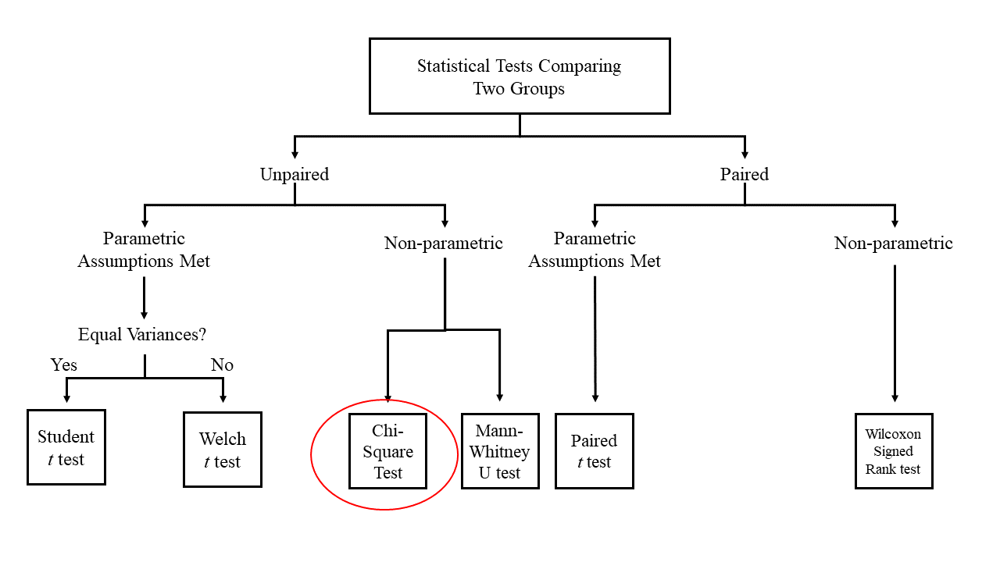 Statistical Tests Comparing
Two Groups
Unpaired
Paired
Parametric
Assumptions Met
Non-parametric
Parametric
Assumptions Met
Non-parametric
Equal Variances?
Yes
No
Student
t test
Welch
t test
Chi-
Square
Test
Mann-
Whitney
U test
Paired
t test
Wilcoxon
Signed
Rank test